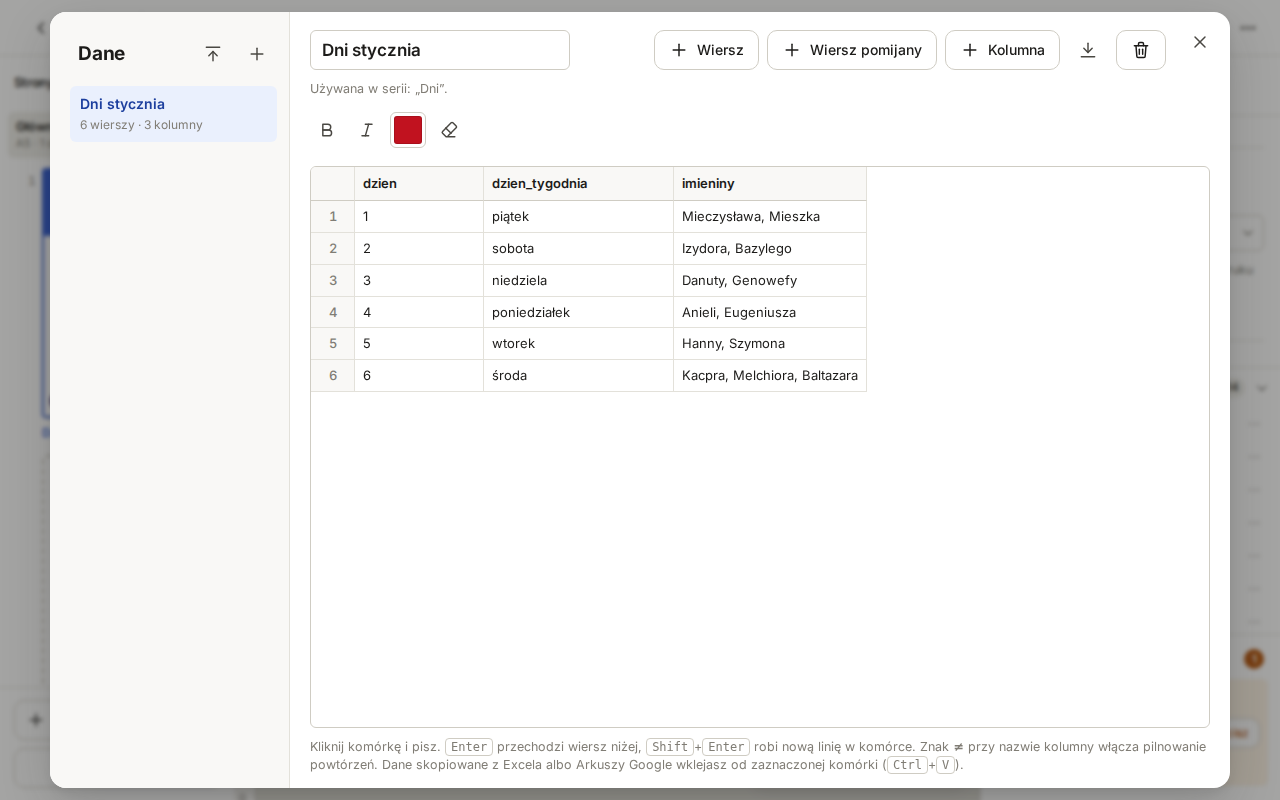 Dane
Dni stycznia
6 wierszy · 3 kolumny
Dni stycznia
Wiersz
Wiersz pomijany
Kolumna
Używana w serii: „Dni”.
B I
dzien dzien_tygodnia imieniny
1 1 piątek Mieczysława, Mieszka
2 2 sobota Izydora, Bazylego
3 3 niedziela Danuty, Genowefy
4 4 poniedziałek Anieli, Eugeniusza
5 5 wtorek Hanny, Szymona
6 6 środa Kacpra, Melchiora, Baltazara
Kliknij komórkę i pisz. Enter przechodzi wiersz niżej, Shift+Enter robi nową linię w komórce. Znak ≠ przy nazwie kolumny włącza pilnowanie
powtórzeń. Dane skopiowane z Excela albo Arkuszy Google wklejasz od zaznaczonej komórki (Ctrl+V).